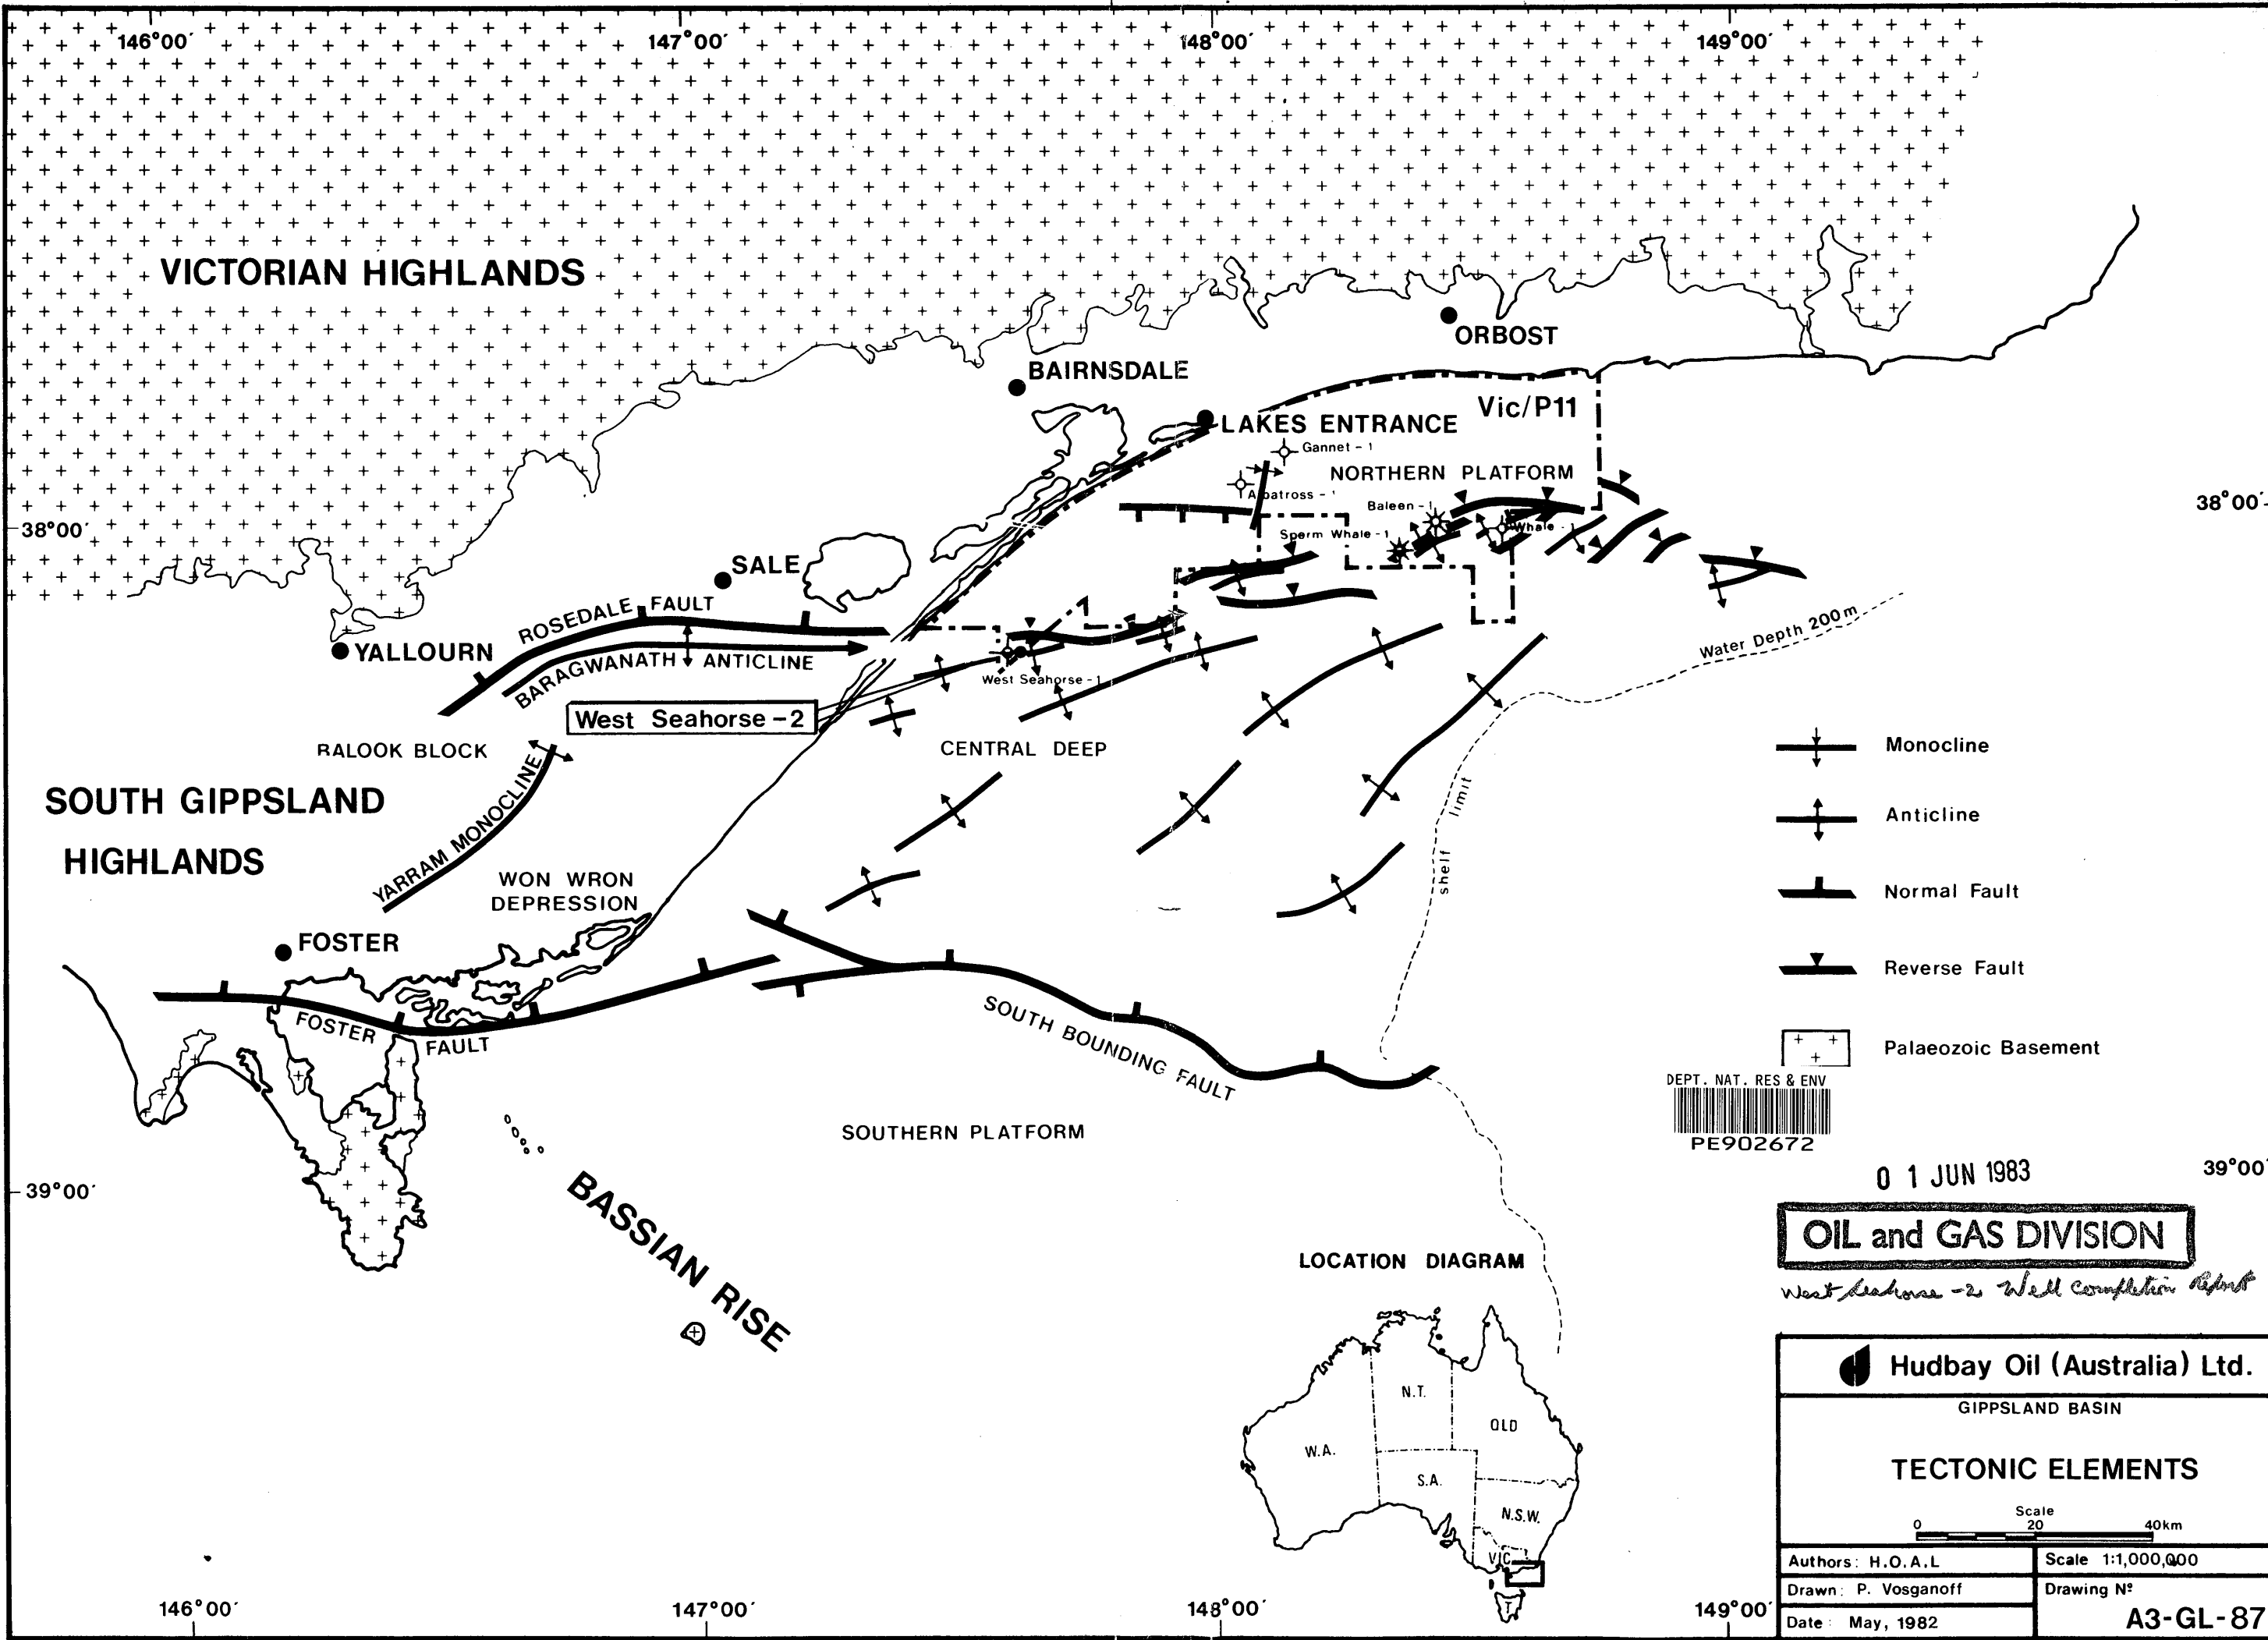 146°00′ 147°00′ 148°00′ 149°00′
VICTORIAN HIGHLANDS
ORBOST
BAIRNSDALE
Vic/P11
LAKES ENTRANCE
Gannet - 1
NORTHERN PLATFORM
Albatross - 1
Baleen - 1
38°00′
38°00′
Sperm Whale - 1
Whale - 1
SALE
ROSEDALE FAULT
YALLOURN
BARAGWANATH ANTICLINE
Water Depth 200m
West Seahorse - 1
West Seahorse - 2
RALOOK BLOCK
CENTRAL DEEP
SOUTH GIPPSLAND
HIGHLANDS
YARRAM MONOCLINE
shelf limit
WON WRON
DEPRESSION
FOSTER
FOSTER FAULT
SOUTH BOUNDING FAULT
SOUTHERN PLATFORM
BASSIAN RISE
39°00′
39°00′
Monocline
Anticline
Normal Fault
Reverse Fault
Palaeozoic Basement
DEPT. NAT. RES & ENV
PE902672
0 1 JUN 1983
OIL and GAS DIVISION
West Seahorse -2 Well Completion Report
LOCATION DIAGRAM
N.T.
QLD
W.A.
S.A.
N.S.W.
VIC
T
Hudbay Oil (Australia) Ltd.
GIPPSLAND BASIN
TECTONIC ELEMENTS
Scale
0 20 40km
Authors: H.O.A.L
Scale 1:1,000,000
Drawn: P. Vosganoff
Drawing Nº
Date: May, 1982
A3-GL-87
146°00′ 147°00′ 148°00′ 149°00′